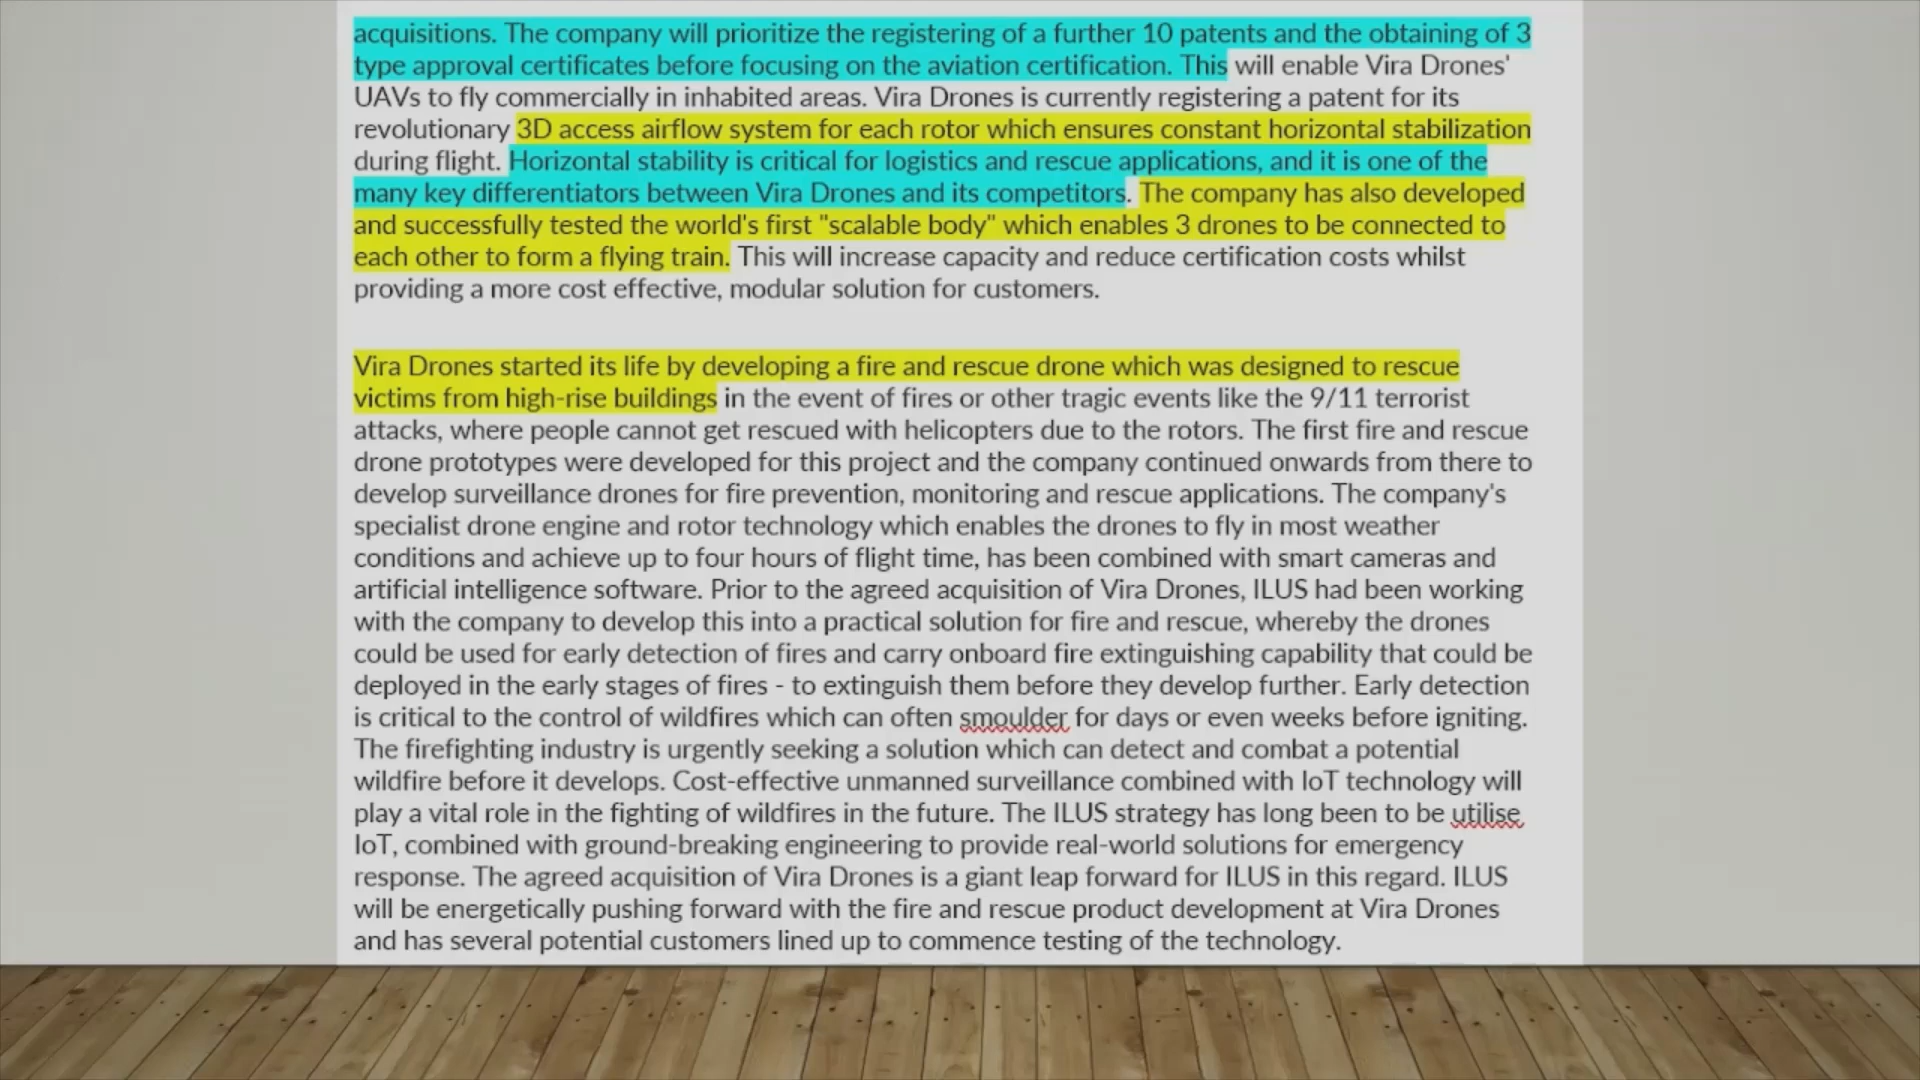 acquisitions. The company will prioritize the registering of a further 10 patents and the obtaining of 3
type approval certificates before focusing on the aviation certification. This will enable Vira Drones'
UAVs to fly commercially in inhabited areas. Vira Drones is currently registering a patent for its
revolutionary 3D access airflow system for each rotor which ensures constant horizontal stabilization
during flight. Horizontal stability is critical for logistics and rescue applications, and it is one of the
many key differentiators between Vira Drones and its competitors. The company has also developed
and successfully tested the world's first "scalable body" which enables 3 drones to be connected to
each other to form a flying train. This will increase capacity and reduce certification costs whilst
providing a more cost effective, modular solution for customers.
Vira Drones started its life by developing a fire and rescue drone which was designed to rescue
victims from high-rise buildings in the event of fires or other tragic events like the 9/11 terrorist
attacks, where people cannot get rescued with helicopters due to the rotors. The first fire and rescue
drone prototypes were developed for this project and the company continued onwards from there to
develop surveillance drones for fire prevention, monitoring and rescue applications. The company's
specialist drone engine and rotor technology which enables the drones to fly in most weather
conditions and achieve up to four hours of flight time, has been combined with smart cameras and
artificial intelligence software. Prior to the agreed acquisition of Vira Drones, ILUS had been working
with the company to develop this into a practical solution for fire and rescue, whereby the drones
could be used for early detection of fires and carry onboard fire extinguishing capability that could be
deployed in the early stages of fires - to extinguish them before they develop further. Early detection
is critical to the control of wildfires which can often smoulder for days or even weeks before igniting.
The firefighting industry is urgently seeking a solution which can detect and combat a potential
wildfire before it develops. Cost-effective unmanned surveillance combined with IoT technology will
play a vital role in the fighting of wildfires in the future. The ILUS strategy has long been to be utilise
IoT, combined with ground-breaking engineering to provide real-world solutions for emergency
response. The agreed acquisition of Vira Drones is a giant leap forward for ILUS in this regard. ILUS
will be energetically pushing forward with the fire and rescue product development at Vira Drones
and has several potential customers lined up to commence testing of the technology.